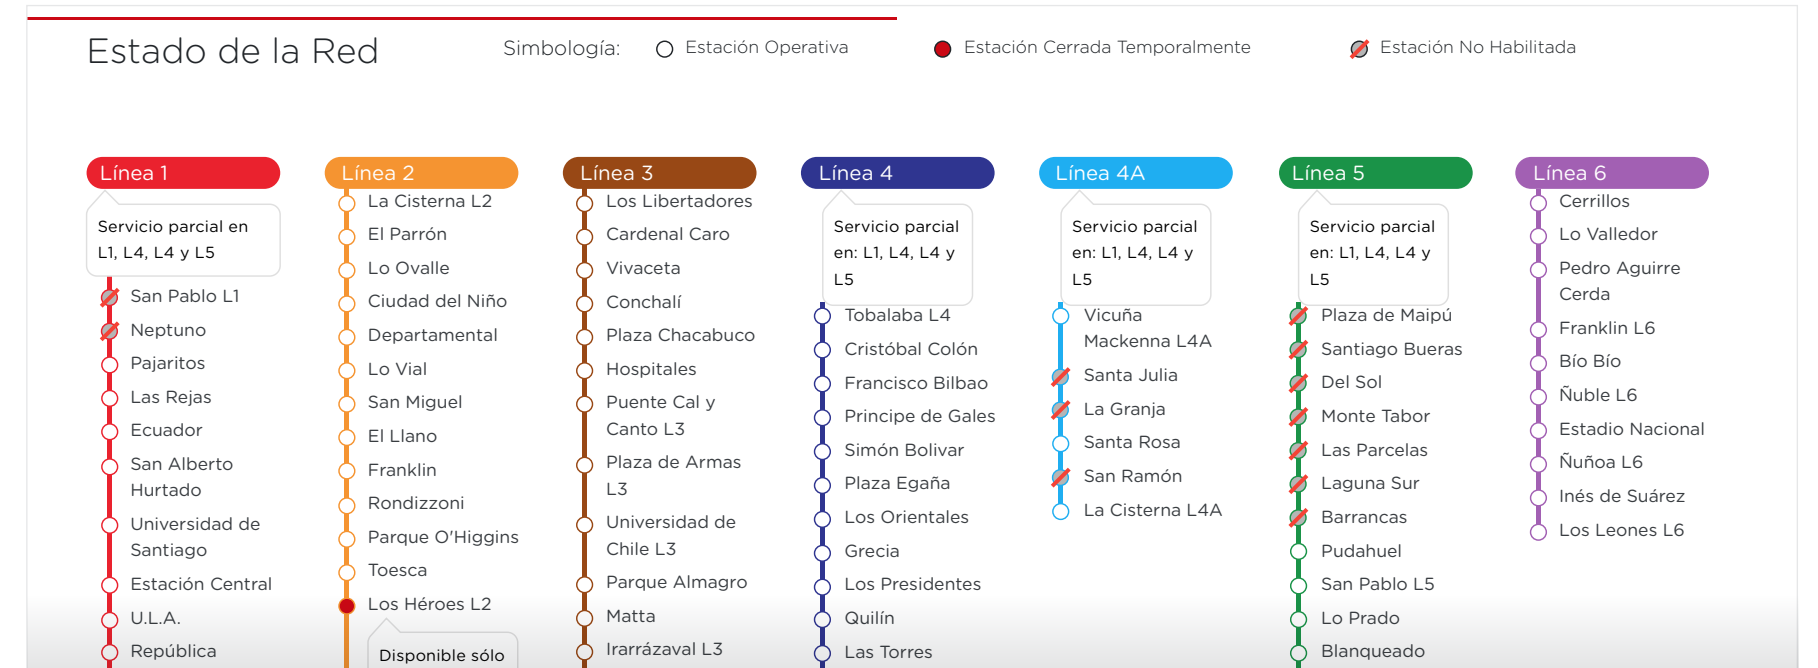 Estado de la Red
Simbología:
Estación Operativa
Estación Cerrada Temporalmente
Estación No Habilitada
Línea 1
Servicio parcial en
L1, L4, L4 y L5
San Pablo L1
Neptuno
Pajaritos
Las Rejas
Ecuador
San Alberto
Hurtado
Universidad de
Santiago
Estación Central
U.L.A.
República
Línea 2
La Cisterna L2
El Parrón
Lo Ovalle
Ciudad del Niño
Departamental
Lo Vial
San Miguel
El Llano
Franklin
Rondizzoni
Parque O'Higgins
Toesca
Los Héroes L2
Disponible sólo
Línea 3
Los Libertadores
Cardenal Caro
Vivaceta
Conchalí
Plaza Chacabuco
Hospitales
Puente Cal y
Canto L3
Plaza de Armas
L3
Universidad de
Chile L3
Parque Almagro
Matta
Irarrázaval L3
Línea 4
Servicio parcial
en: L1, L4, L4 y
L5
Tobalaba L4
Cristóbal Colón
Francisco Bilbao
Principe de Gales
Simón Bolivar
Plaza Egaña
Los Orientales
Grecia
Los Presidentes
Quilín
Las Torres
Línea 4A
Servicio parcial
en: L1, L4, L4 y
L5
Vicuña
Mackenna L4A
Santa Julia
La Granja
Santa Rosa
San Ramón
La Cisterna L4A
Línea 5
Servicio parcial
en: L1, L4, L4 y
L5
Plaza de Maipú
Santiago Bueras
Del Sol
Monte Tabor
Las Parcelas
Laguna Sur
Barrancas
Pudahuel
San Pablo L5
Lo Prado
Blanqueado
Línea 6
Cerrillos
Lo Valledor
Pedro Aguirre
Cerda
Franklin L6
Bío Bío
Ñuble L6
Estadio Nacional
Ñuñoa L6
Inés de Suárez
Los Leones L6